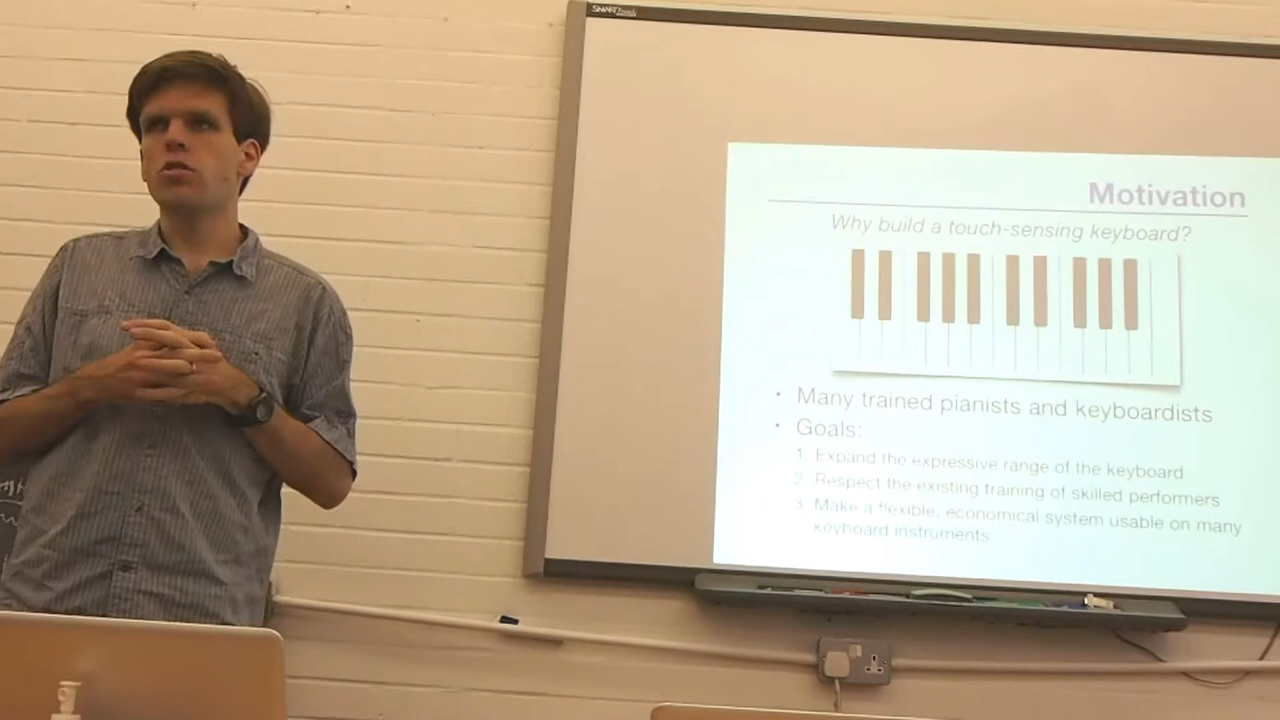 SMART
Motivation
Why build a touch-sensing keyboard?
• Many trained pianists and keyboardists
• Goals:
1. Expand the expressive range of the keyboard
2. Respect the existing training of skilled performers
3. Make a flexible, economical system usable on many
keyboard instruments